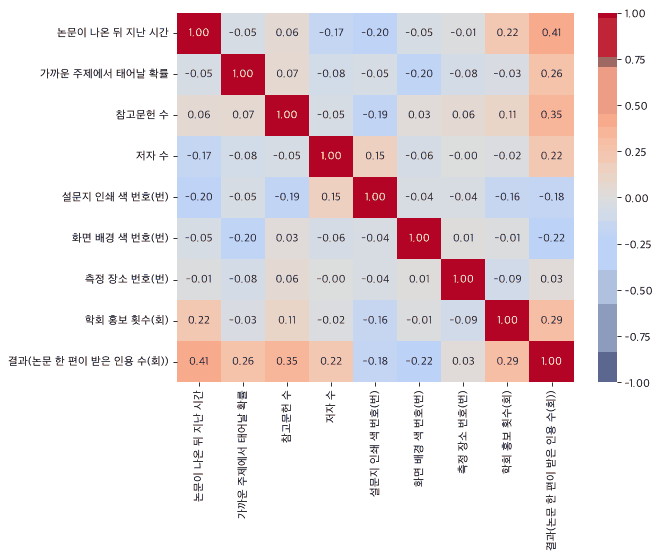 논문이 나온 뒤 지난 시간 1.00 -0.05 0.06 -0.17 -0.20 -0.05 -0.01 0.22 0.41
가까운 주제에서 태어날 확률 -0.05 1.00 0.07 -0.08 -0.05 -0.20 -0.08 -0.03 0.26
참고문헌 수 0.06 0.07 1.00 -0.05 -0.19 0.03 0.06 0.11 0.35
저자 수 -0.17 -0.08 -0.05 1.00 0.15 -0.06 -0.00 -0.02 0.22
설문지 인쇄 색 번호(번) -0.20 -0.05 -0.19 0.15 1.00 -0.04 -0.04 -0.16 -0.18
화면 배경 색 번호(번) -0.05 -0.20 0.03 -0.06 -0.04 1.00 0.01 -0.01 -0.22
측정 장소 번호(번) -0.01 -0.08 0.06 -0.00 -0.04 0.01 1.00 -0.09 0.03
학회 홍보 횟수(회) 0.22 -0.03 0.11 -0.02 -0.16 -0.01 -0.09 1.00 0.29
결과(논문 한 편이 받은 인용 수(회)) 0.41 0.26 0.35 0.22 -0.18 -0.22 0.03 0.29 1.00
논문이 나온 뒤 지난 시간
가까운 주제에서 태어날 확률
참고문헌 수
저자 수
설문지 인쇄 색 번호(번)
화면 배경 색 번호(번)
측정 장소 번호(번)
학회 홍보 횟수(회)
결과(논문 한 편이 받은 인용 수(회))
1.00
0.75
0.50
0.25
0.00
-0.25
-0.50
-0.75
-1.00